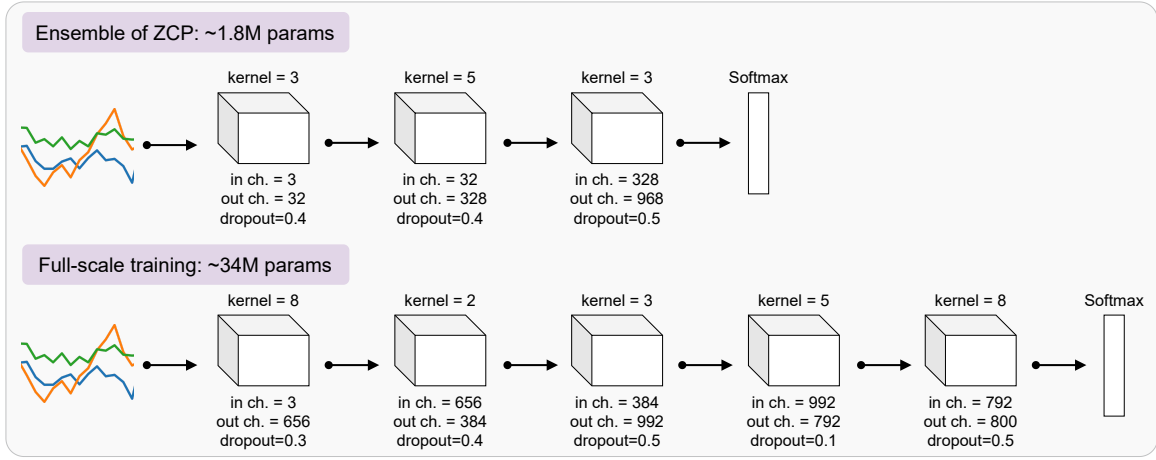 Ensemble of ZCP: ~1.8M params
kernel = 3
kernel = 5
kernel = 3
Softmax
in ch. = 3
out ch. = 32
dropout=0.4
in ch. = 32
out ch. = 328
dropout=0.4
in ch. = 328
out ch. = 968
dropout=0.5
Full-scale training: ~34M params
kernel = 8
kernel = 2
kernel = 3
kernel = 5
kernel = 8
Softmax
in ch. = 3
out ch. = 656
dropout=0.3
in ch. = 656
out ch. = 384
dropout=0.4
in ch. = 384
out ch. = 992
dropout=0.5
in ch. = 992
out ch. = 792
dropout=0.1
in ch. = 792
out ch. = 800
dropout=0.5